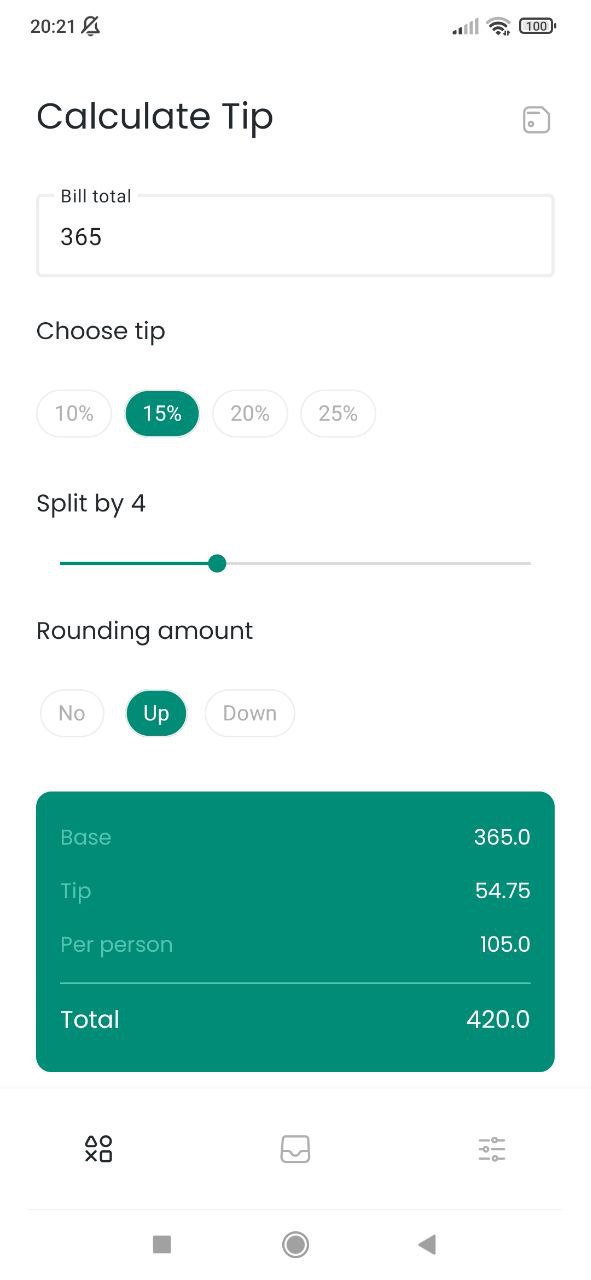 20:21 100
Calculate Tip
Bill total
365
Choose tip
10% 15% 20% 25%
Split by 4
Rounding amount
No Up Down
Base 365.0
Tip 54.75
Per person 105.0
Total 420.0